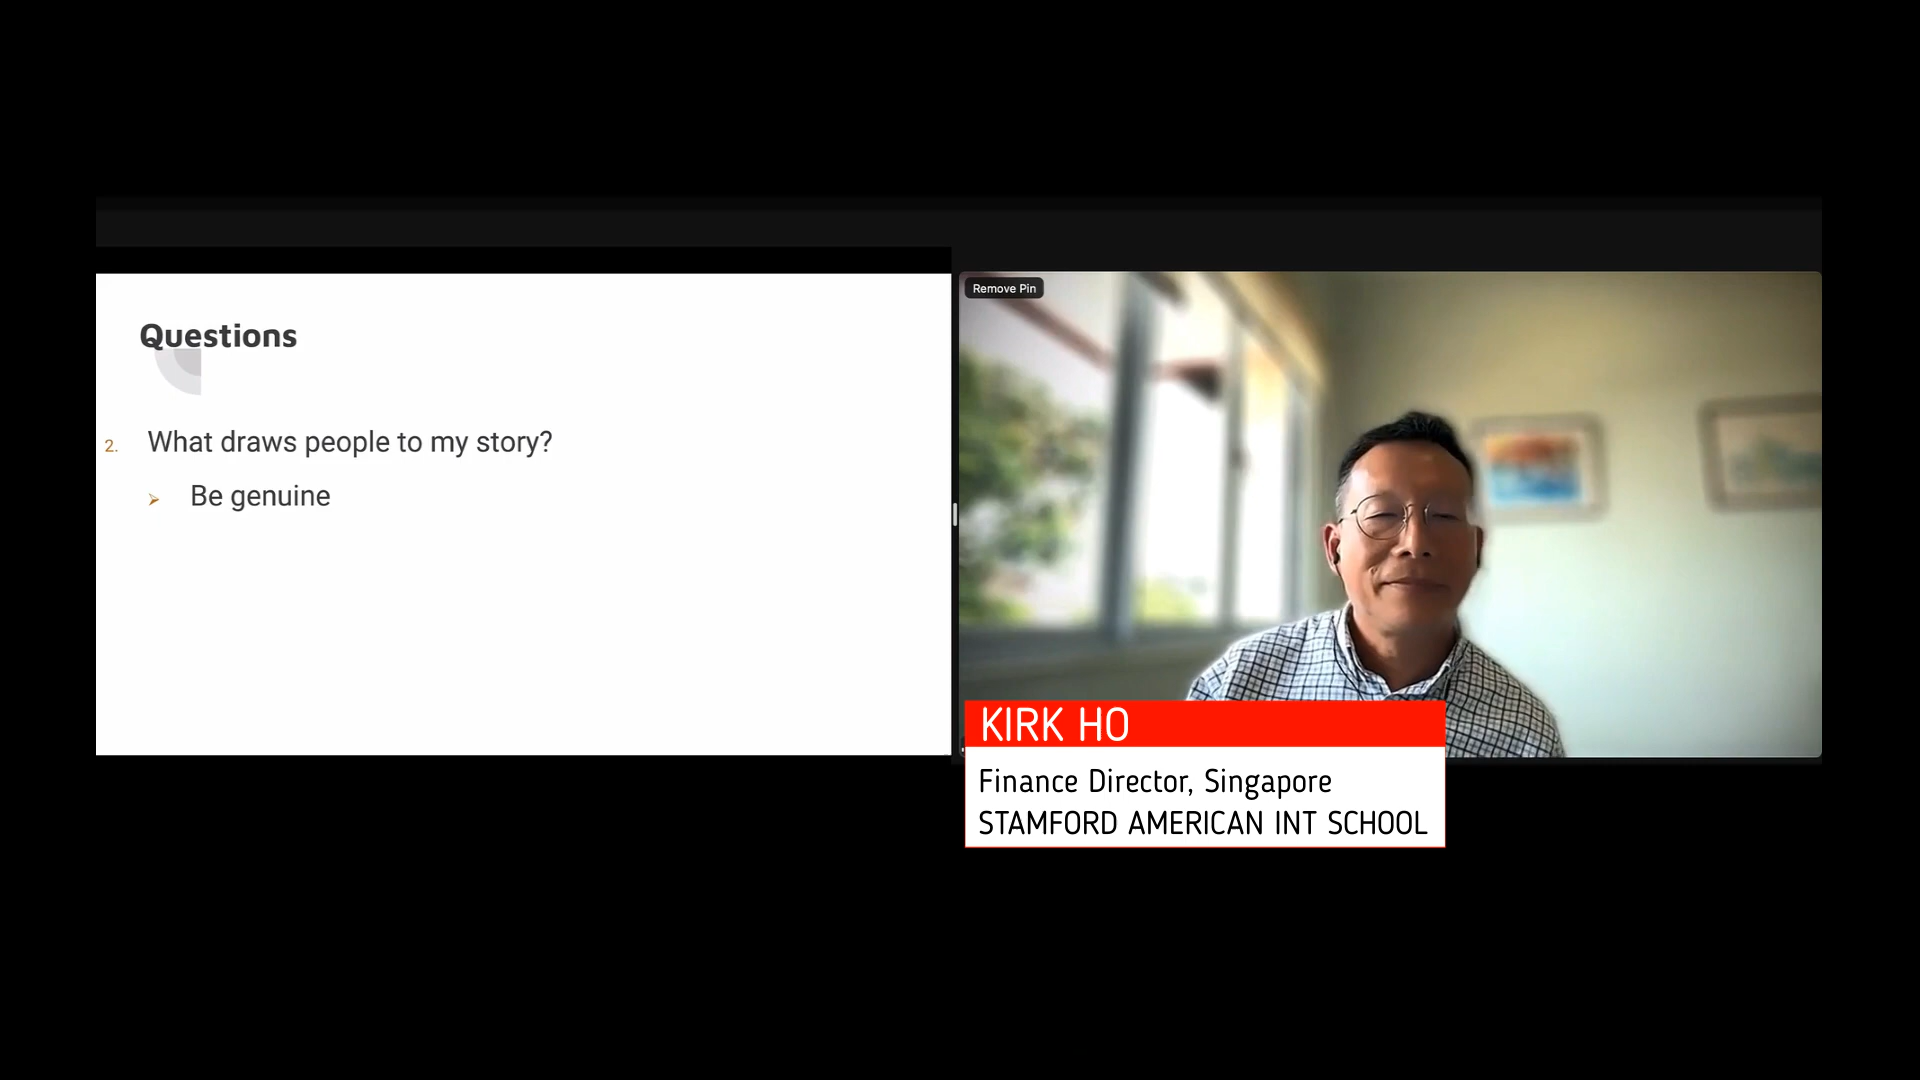 Questions
2. What draws people to my story?
➢ Be genuine
Remove Pin
KIRK HO
Finance Director, Singapore
STAMFORD AMERICAN INT SCHOOL